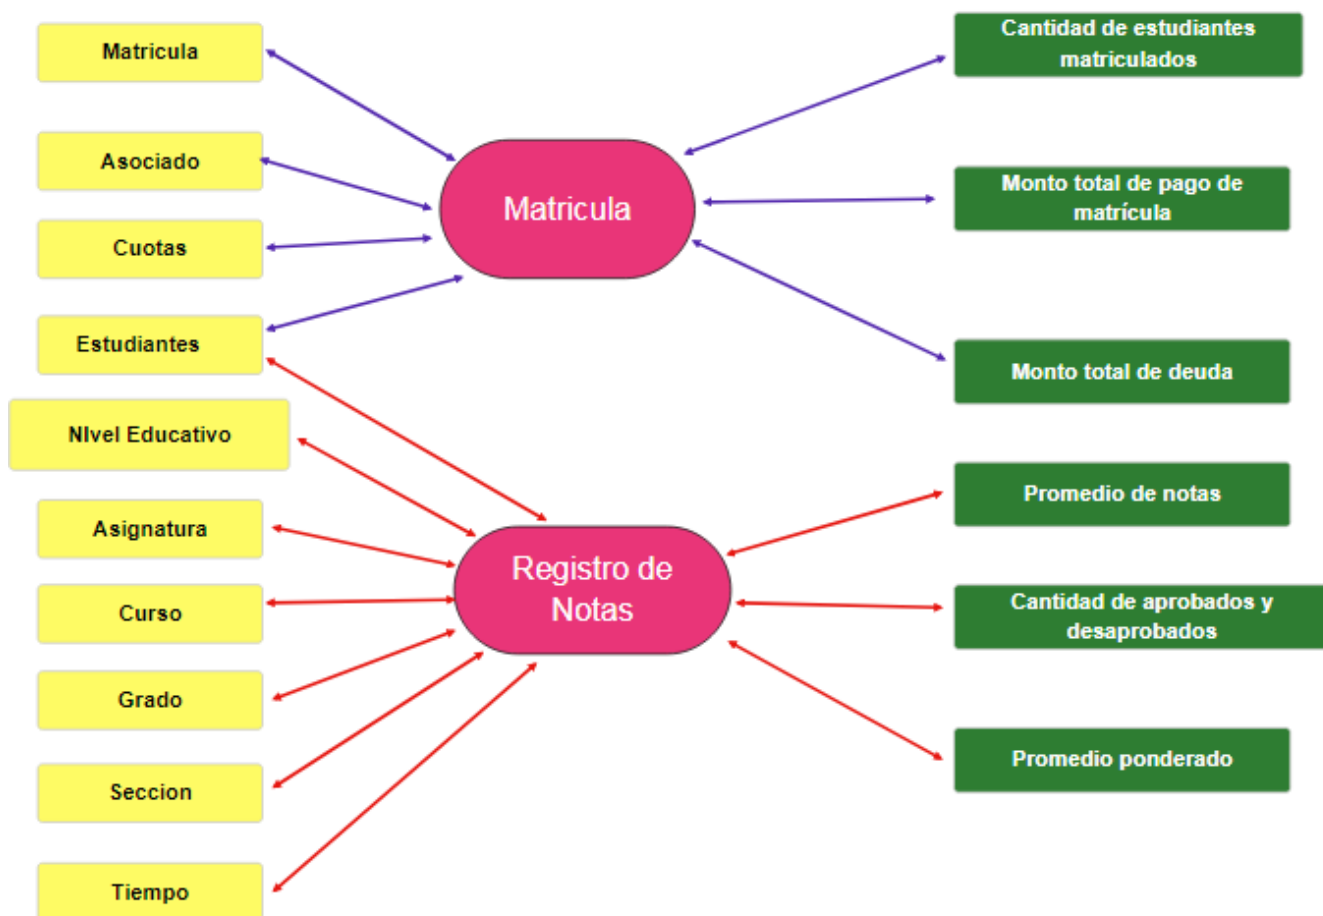 Matricula
Asociado
Cuotas
Estudiantes
NIvel Educativo
Asignatura
Curso
Grado
Seccion
Tiempo
Matricula
Registro de
Notas
Cantidad de estudiantes
matriculados
Monto total de pago de
matrícula
Monto total de deuda
Promedio de notas
Cantidad de aprobados y
desaprobados
Promedio ponderado